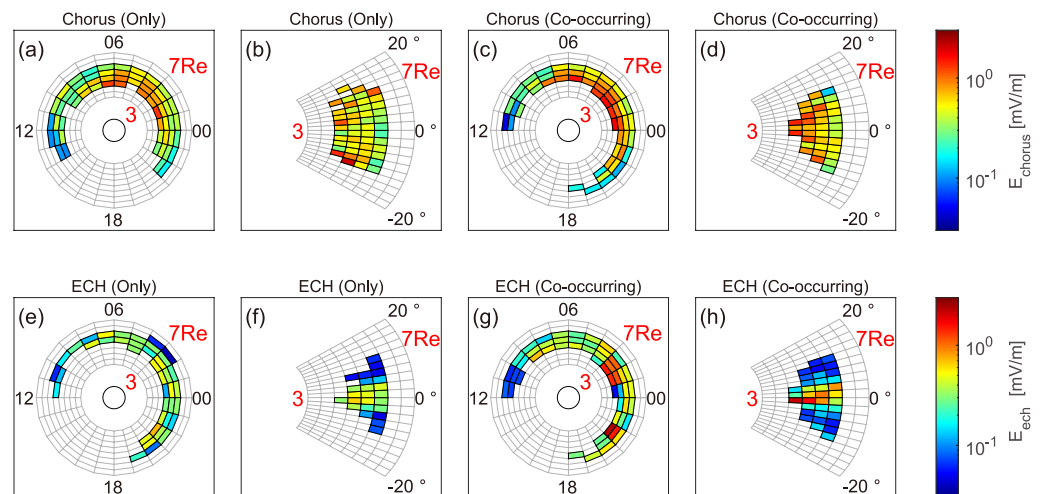 Chorus (Only)
Chorus (Only)
Chorus (Co-occurring)
Chorus (Co-occurring)
(a)
06
7Re
3
12
00
18
(b)
20 °
7Re
3
0 °
-20 °
(c)
06
7Re
3
12
00
18
(d)
20 °
7Re
3
0 °
-20 °
10^0
10^-1
E_chorus [mV/m]
ECH (Only)
ECH (Only)
ECH (Co-occurring)
ECH (Co-occurring)
(e)
06
7Re
3
12
00
18
(f)
20 °
7Re
3
0 °
-20 °
(g)
06
7Re
3
12
00
18
(h)
20 °
7Re
3
0 °
-20 °
10^0
10^-1
E_ech [mV/m]